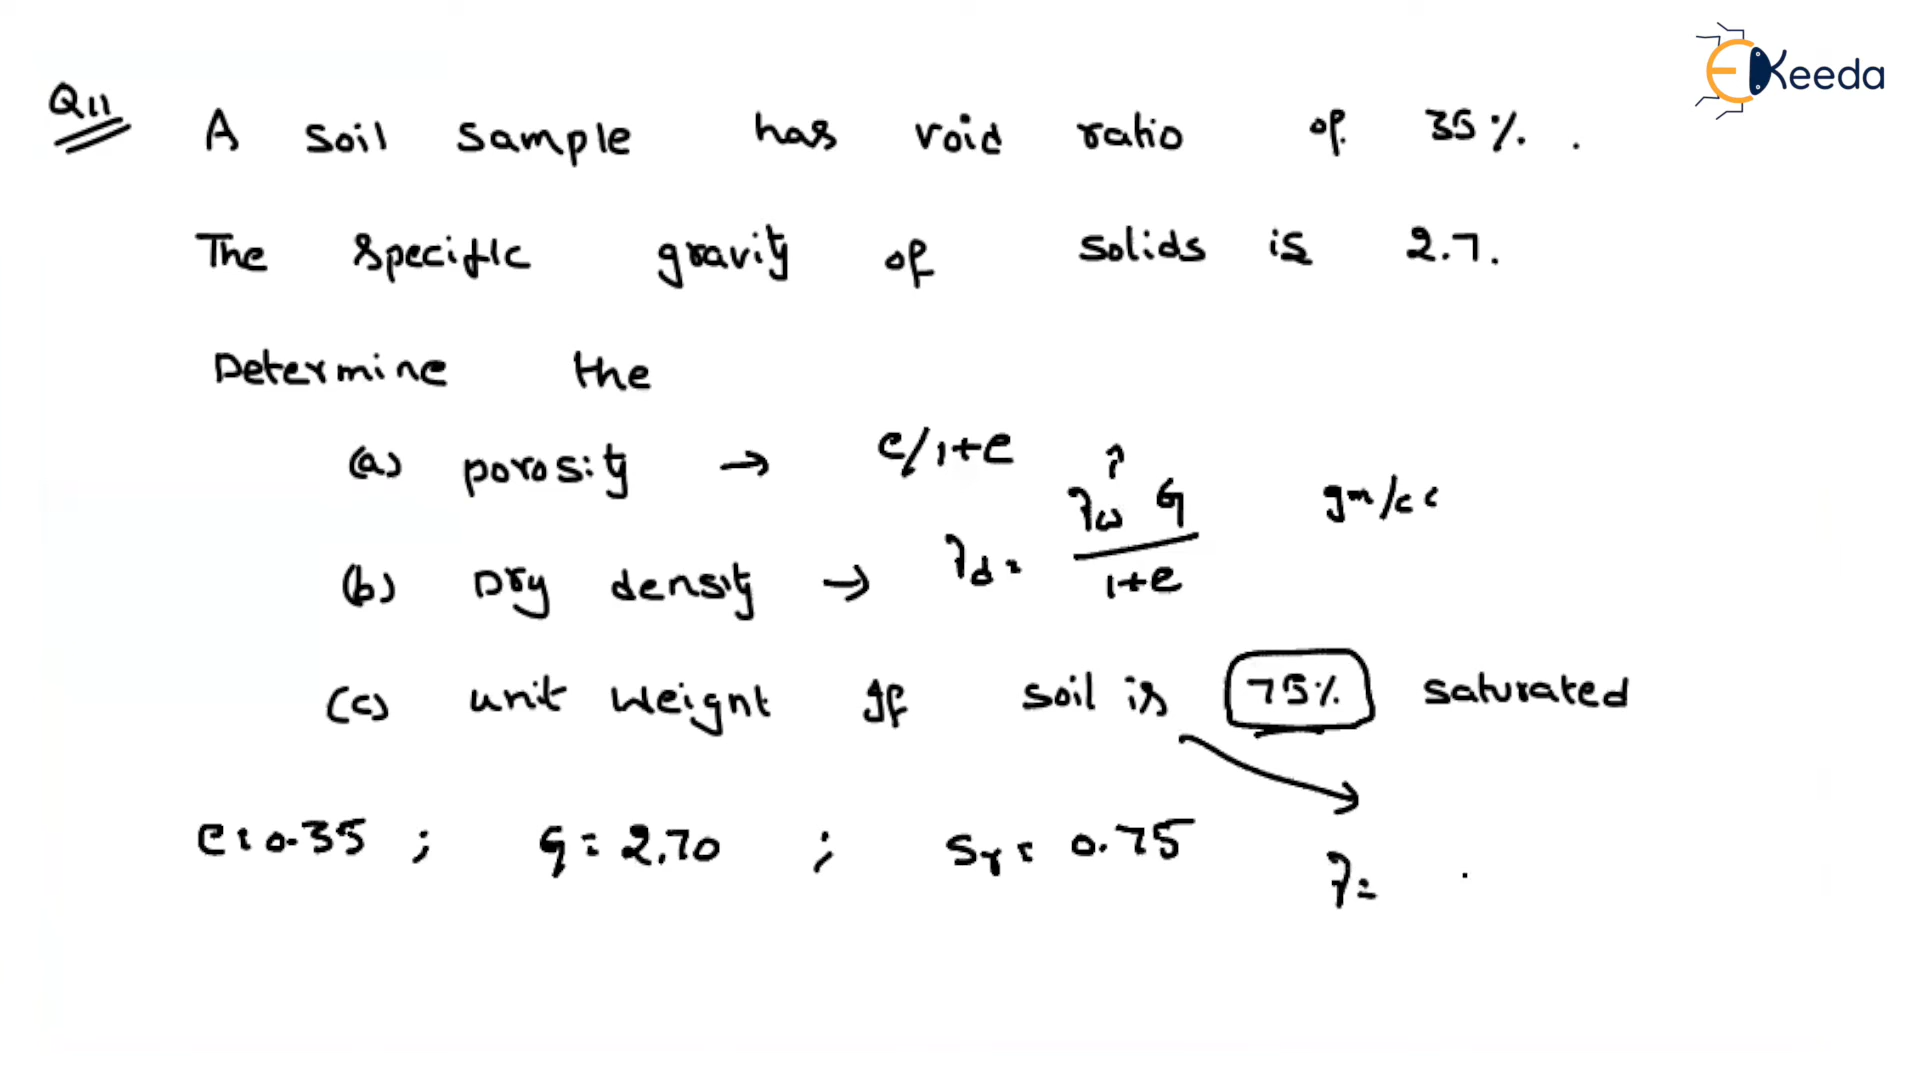 EKeeda
Q11 A soil sample has void ratio of 35%.
The specific gravity of solids is 2.7.
Determine the
(a) porosity → e/1+e
(b) Dry density → γd = γω G / 1+e gm/cc
(c) unit weight If soil is 75% saturated
e = 0.35 ; G = 2.70 ; Sr = 0.75
γ =